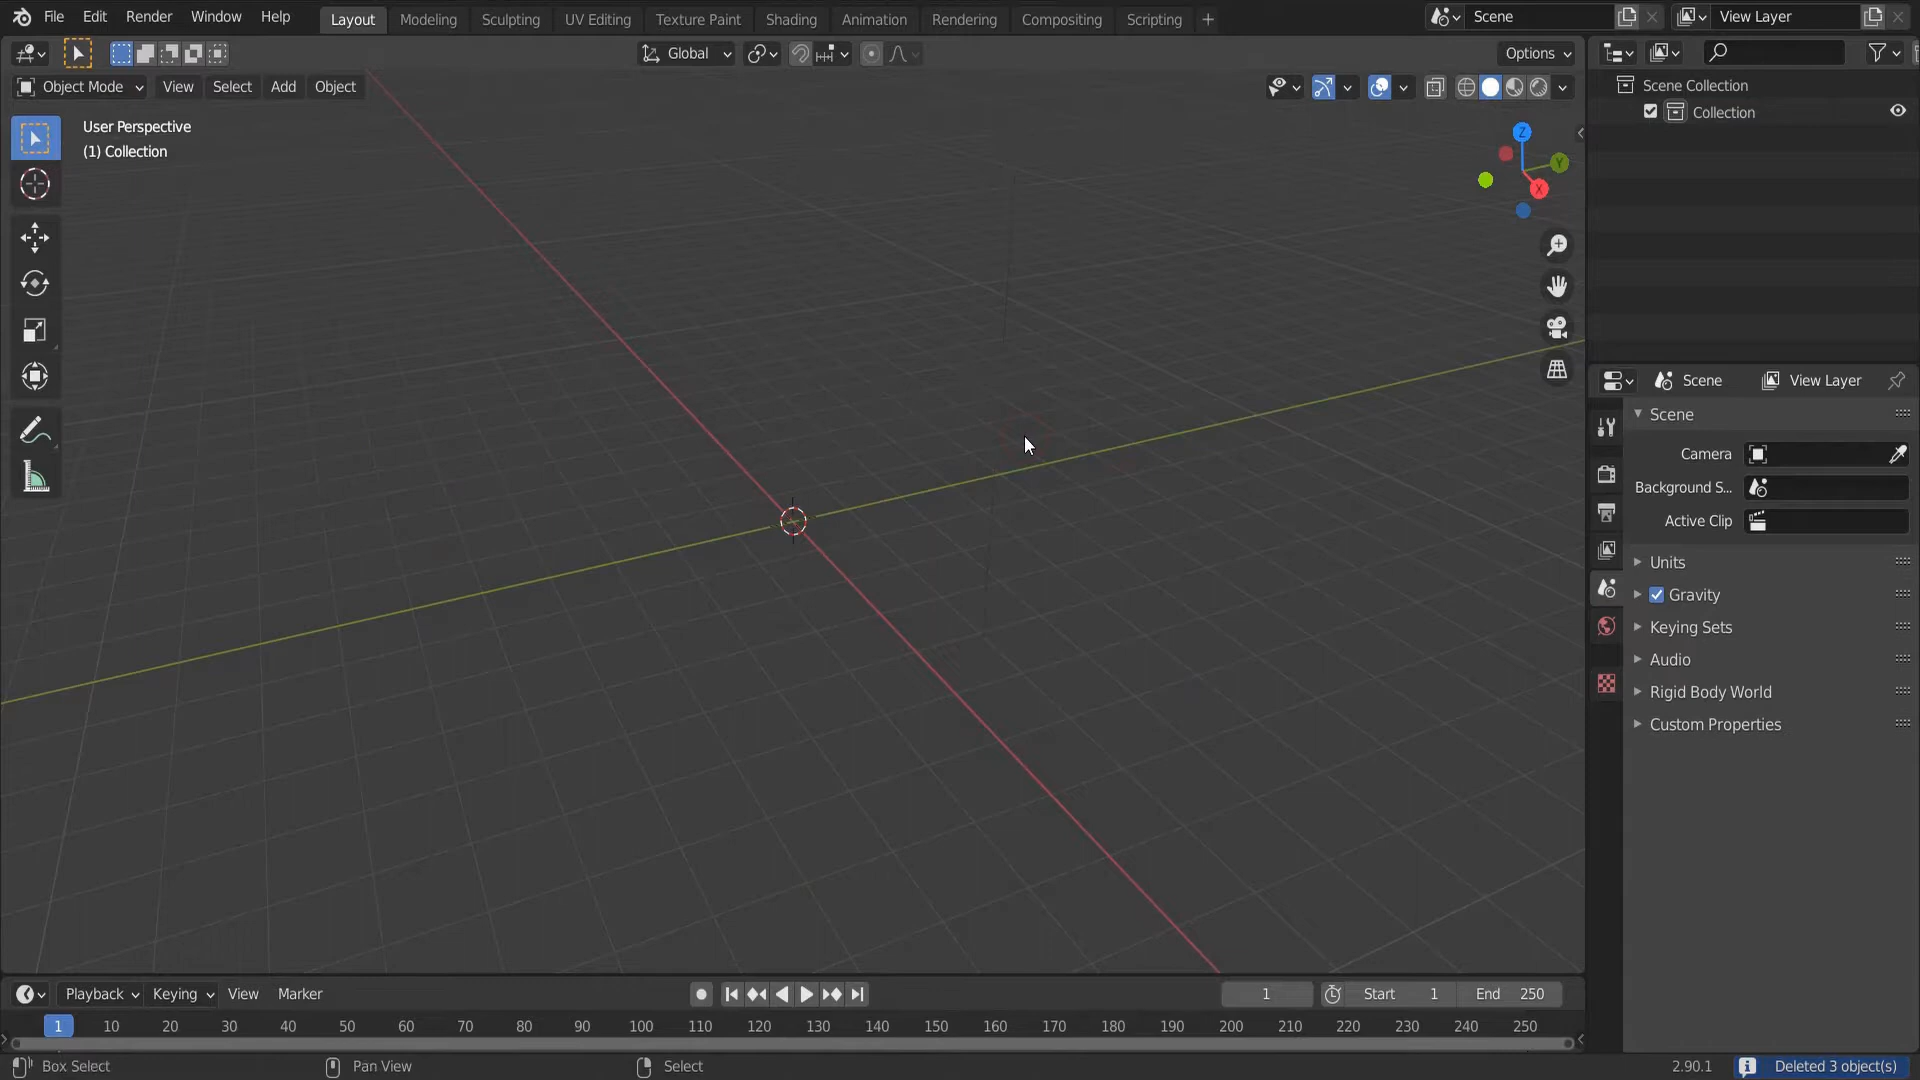 File Edit Render Window Help Layout Modeling Sculpting UV Editing Texture Paint Shading Animation Rendering Compositing Scripting + Scene View Layer
Global Options
Object Mode View Select Add Object
User Perspective
(1) Collection
Z
Y
X
Scene Collection
Collection
Scene View Layer
Scene
Camera
Background S...
Active Clip
Units
Gravity
Keying Sets
Audio
Rigid Body World
Custom Properties
Playback Keying View Marker 1 Start 1 End 250
1 10 20 30 40 50 60 70 80 90 100 110 120 130 140 150 160 170 180 190 200 210 220 230 240 250
Box Select Pan View Select 2.90.1 Deleted 3 object(s)